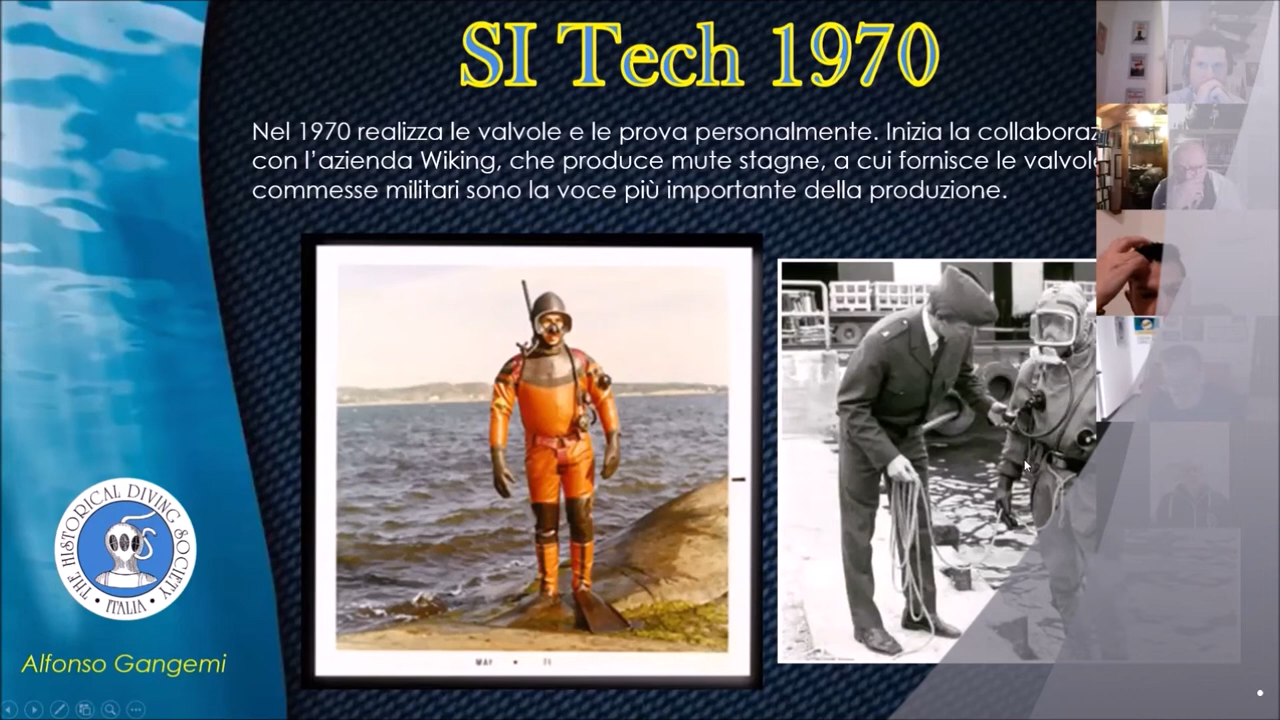 SI Tech 1970
Nel 1970 realizza le valvole e le prova personalmente. Inizia la
con l'azienda Wiking, che produce mute stagne, a cui fornisce le
commesse militari sono la voce più importante della produzione.
THE HISTORICAL DIVING SOCIETY
• ITALIA •
Alfonso Gangemi
MAY • 71